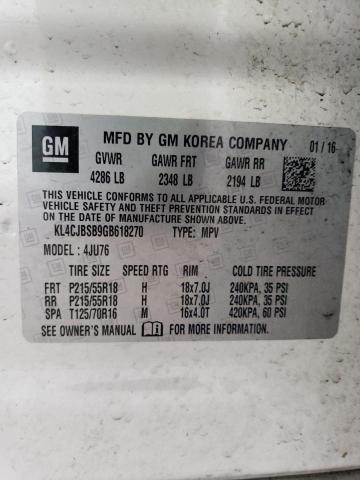 GM
MFD BY GM KOREA COMPANY 01/16
GVWR GAWR FRT GAWR RR
4286 LB 2348 LB 2194 LB
THIS VEHICLE CONFORMS TO ALL APPLICABLE U.S. FEDERAL MOTOR
VEHICLE SAFETY AND THEFT PREVENTION STANDARDS IN EFFECT ON
THE DATE OF MANUFACTURE SHOWN ABOVE.
KL4CJBSB9GB618270 TYPE: MPV
MODEL: 4JU76
TIRE SIZE SPEED RTG RIM COLD TIRE PRESSURE
FRT P215/55R18 H 18x7.0J 240KPA, 35 PSI
RR P215/55R18 H 18x7.0J 240KPA, 35 PSI
SPA T125/70R16 M 16x4.0T 420KPA, 60 PSI
SEE OWNER'S MANUAL FOR MORE INFORMATION.